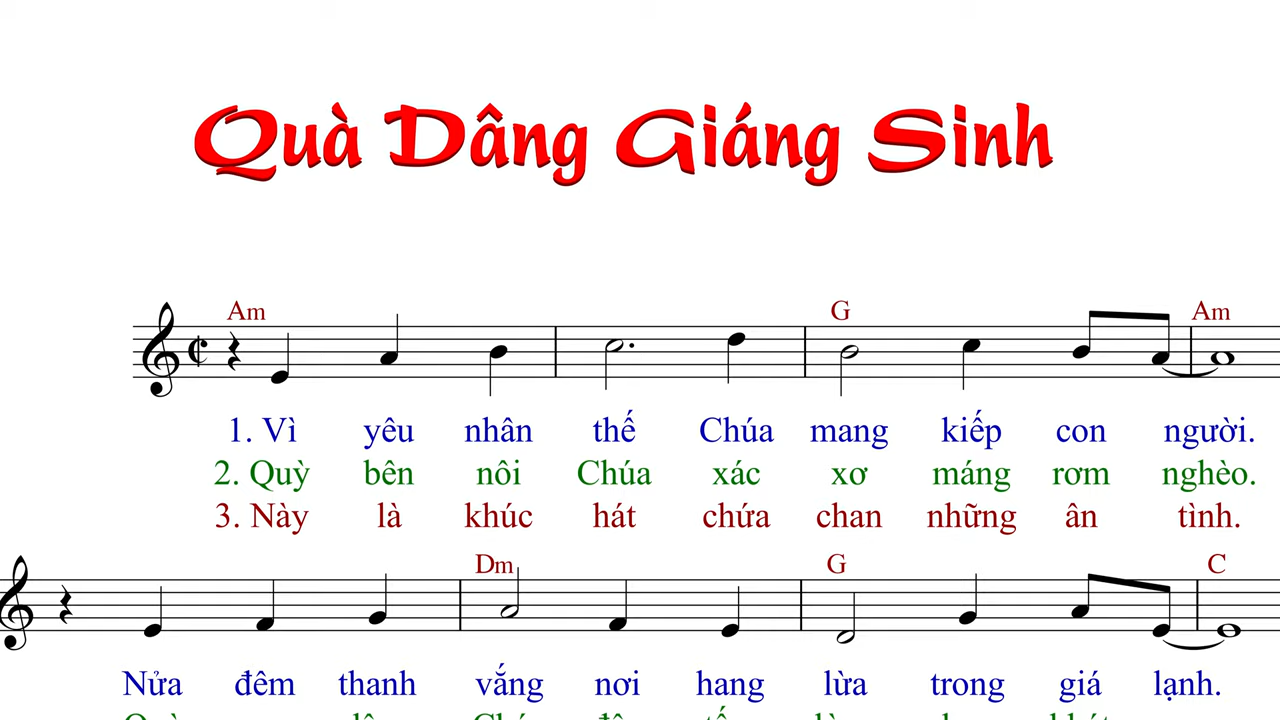 Quà Dâng Giáng Sinh
Am G Am
1. Vì yêu nhân thế Chúa mang kiếp con người.
2. Quỳ bên nôi Chúa xác xơ máng rơm nghèo.
3. Này là khúc hát chứa chan những ân tình.
Dm G C
Nửa đêm thanh vắng nơi hang lừa trong giá lạnh.